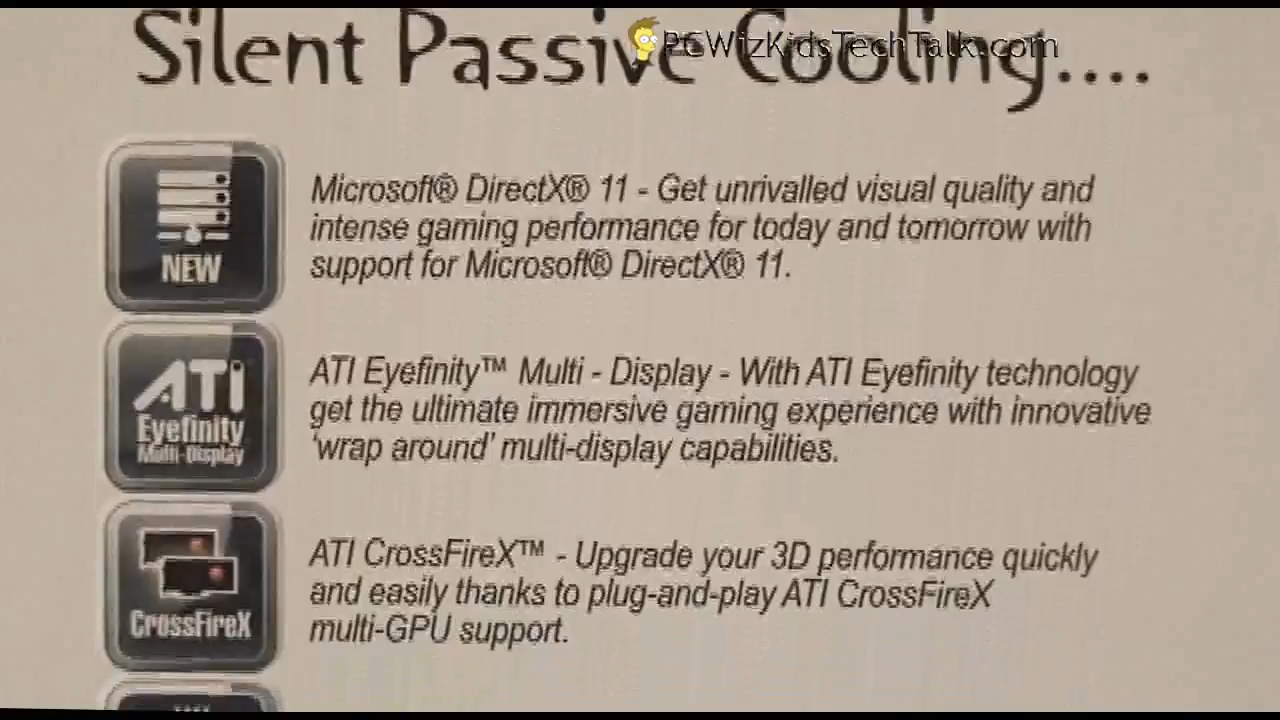 Silent Passive Cooling....
PCWizKidsTechTalk.com
NEW
Microsoft® DirectX® 11 - Get unrivalled visual quality and
intense gaming performance for today and tomorrow with
support for Microsoft® DirectX® 11.
ATI
Eyefinity
Multi-Display
ATI Eyefinity™ Multi - Display - With ATI Eyefinity technology
get the ultimate immersive gaming experience with innovative
'wrap around' multi-display capabilities.
CrossFireX
ATI CrossFireX™ - Upgrade your 3D performance quickly
and easily thanks to plug-and-play ATI CrossFireX
multi-GPU support.